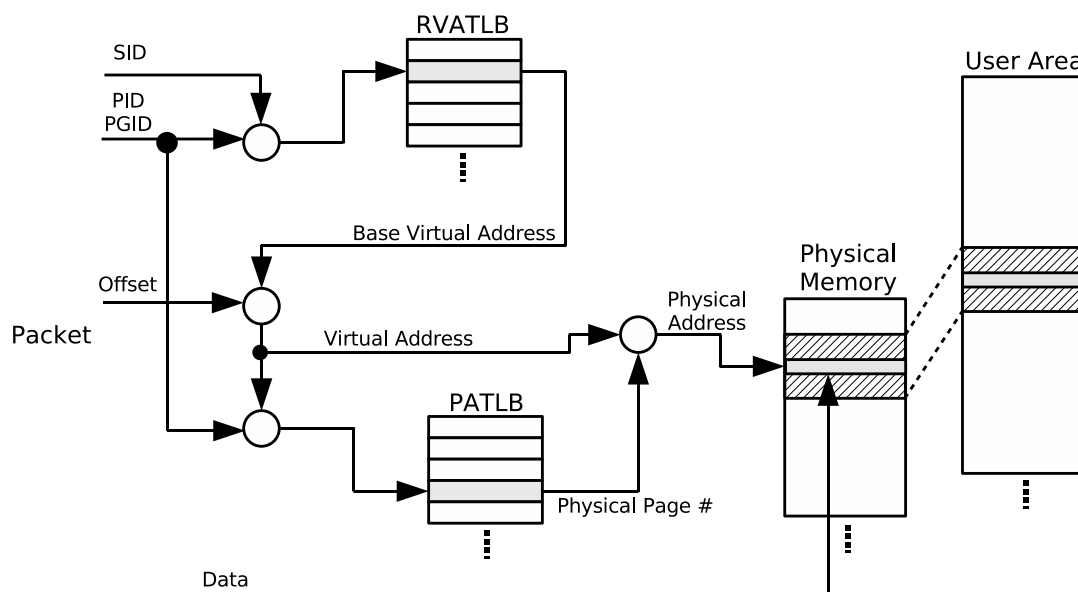 RVATLB
SID
PID
PGID
User Area
Base Virtual Address
Physical
Memory
Offset
Physical
Address
Packet
Virtual Address
PATLB
Physical Page #
Data